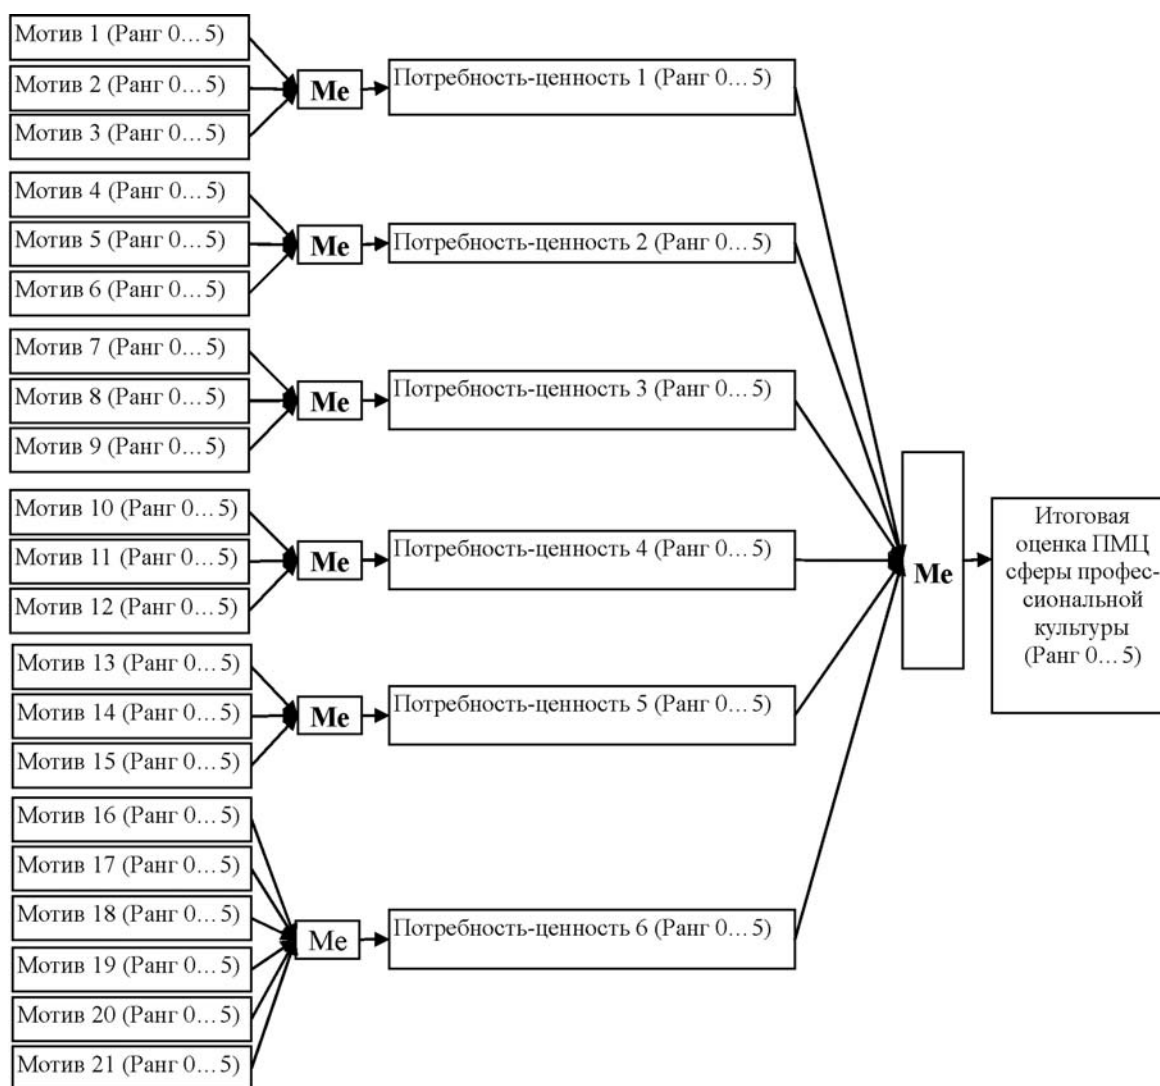 Мотив 1 (Ранг 0... 5)
Мотив 2 (Ранг 0... 5)
Мотив 3 (Ранг 0... 5)
Me
Потребность-ценность 1 (Ранг 0... 5)
Мотив 4 (Ранг 0... 5)
Мотив 5 (Ранг 0... 5)
Мотив 6 (Ранг 0... 5)
Me
Потребность-ценность 2 (Ранг 0... 5)
Мотив 7 (Ранг 0... 5)
Мотив 8 (Ранг 0... 5)
Мотив 9 (Ранг 0... 5)
Me
Потребность-ценность 3 (Ранг 0... 5)
Мотив 10 (Ранг 0... 5)
Мотив 11 (Ранг 0... 5)
Мотив 12 (Ранг 0... 5)
Me
Потребность-ценность 4 (Ранг 0... 5)
Мотив 13 (Ранг 0... 5)
Мотив 14 (Ранг 0... 5)
Мотив 15 (Ранг 0... 5)
Me
Потребность-ценность 5 (Ранг 0... 5)
Мотив 16 (Ранг 0... 5)
Мотив 17 (Ранг 0... 5)
Мотив 18 (Ранг 0... 5)
Мотив 19 (Ранг 0... 5)
Мотив 20 (Ранг 0... 5)
Мотив 21 (Ранг 0... 5)
Me
Потребность-ценность 6 (Ранг 0... 5)
Me
Итоговая
оценка ПМЦ
сферы профес-
сиональной
культуры
(Ранг 0... 5)